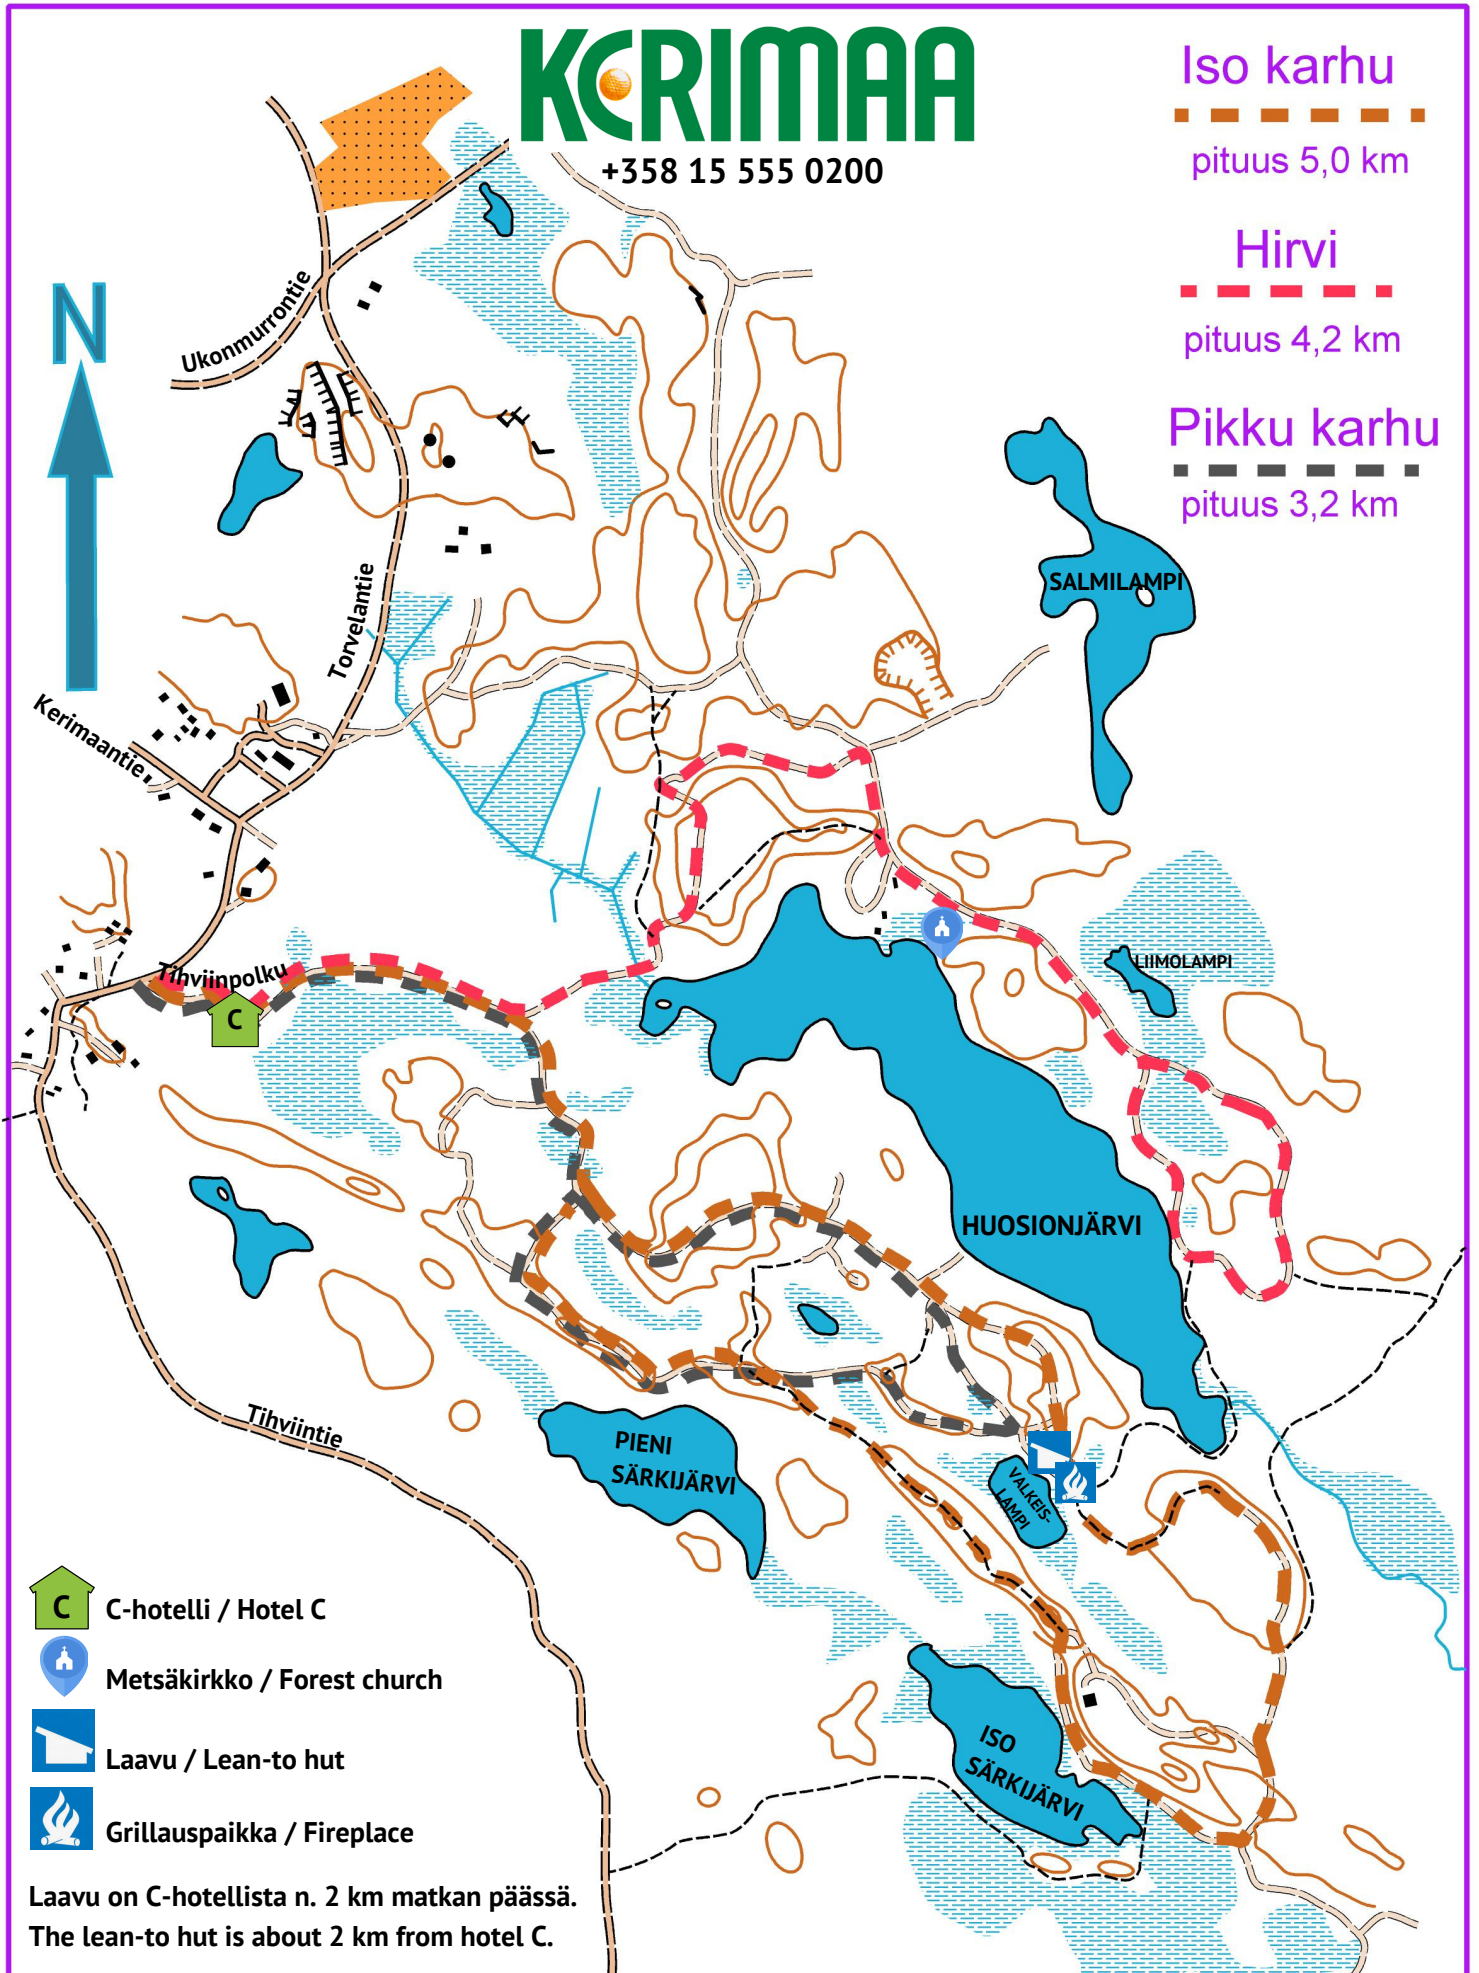 KERIMAA
+358 15 555 0200
Iso karhu
pituus 5,0 km
Hirvi
pituus 4,2 km
Pikku karhu
pituus 3,2 km
N
Ukonmurrontie
Torvelantie
Kerimaantie
Tihviinpolku
C
SALMILAMPI
LIIMOLAMPI
HUOSIONJÄRVI
Tihviintie
PIENI
SÄRKIJÄRVI
VALKEIS-
LAMPI
ISO
SÄRKIJÄRVI
C
C-hotelli / Hotel C
Metsäkirkko / Forest church
Laavu / Lean-to hut
Grillauspaikka / Fireplace
Laavu on C-hotellista n. 2 km matkan päässä.
The lean-to hut is about 2 km from hotel C.